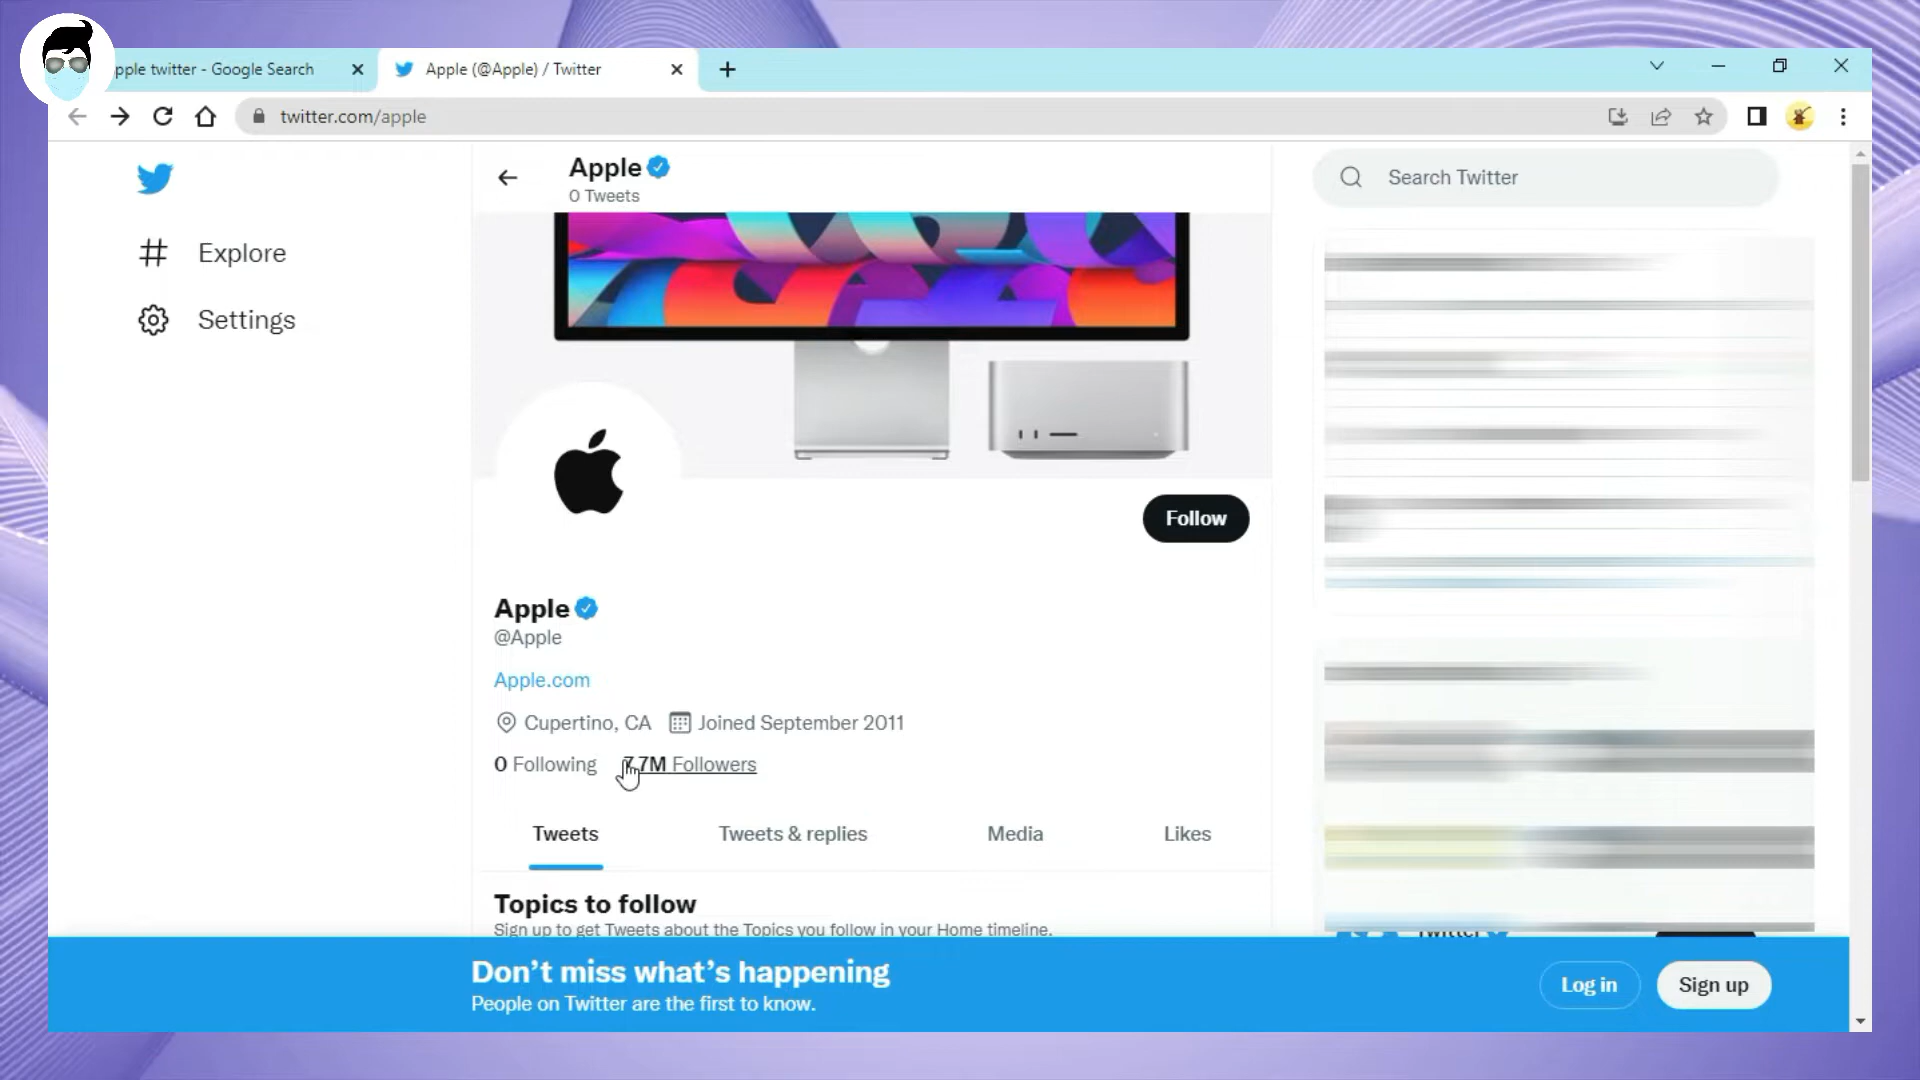 pple twitter - Google Search
Apple (@Apple) / Twitter
twitter.com/apple
Apple
0 Tweets
Search Twitter
Explore
Settings
Follow
Apple
@Apple
Apple.com
Cupertino, CA Joined September 2011
0 Following 7.7M Followers
Tweets Tweets & replies Media Likes
Topics to follow
Sign up to get Tweets about the Topics you follow in your Home timeline.
Twitter
Don’t miss what’s happening
People on Twitter are the first to know.
Log in
Sign up